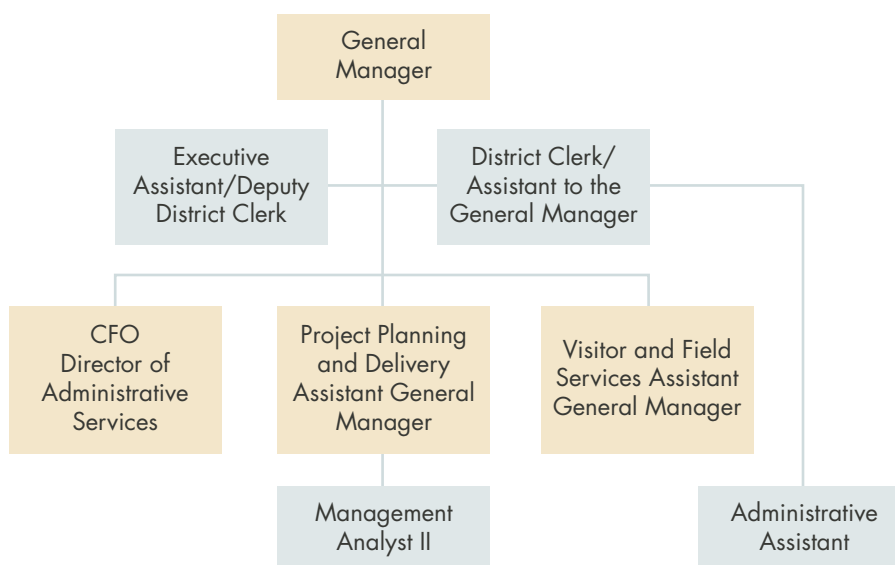 General
Manager
Executive
Assistant/Deputy
District Clerk
District Clerk/
Assistant to the
General Manager
CFO
Director of
Administrative
Services
Project Planning
and Delivery
Assistant General
Manager
Visitor and Field
Services Assistant
General Manager
Management
Analyst II
Administrative
Assistant